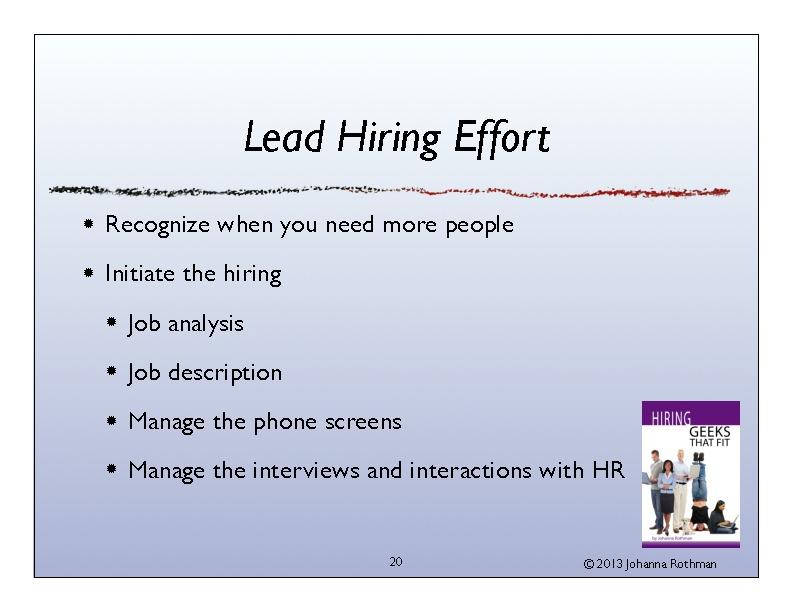 Lead Hiring Effort
Recognize when you need more people
Initiate the hiring
Job analysis
Job description
Manage the phone screens
Manage the interviews and interactions with HR
HIRING
GEEKS
THAT FIT
by Johanna Rothman
20
© 2013 Johanna Rothman